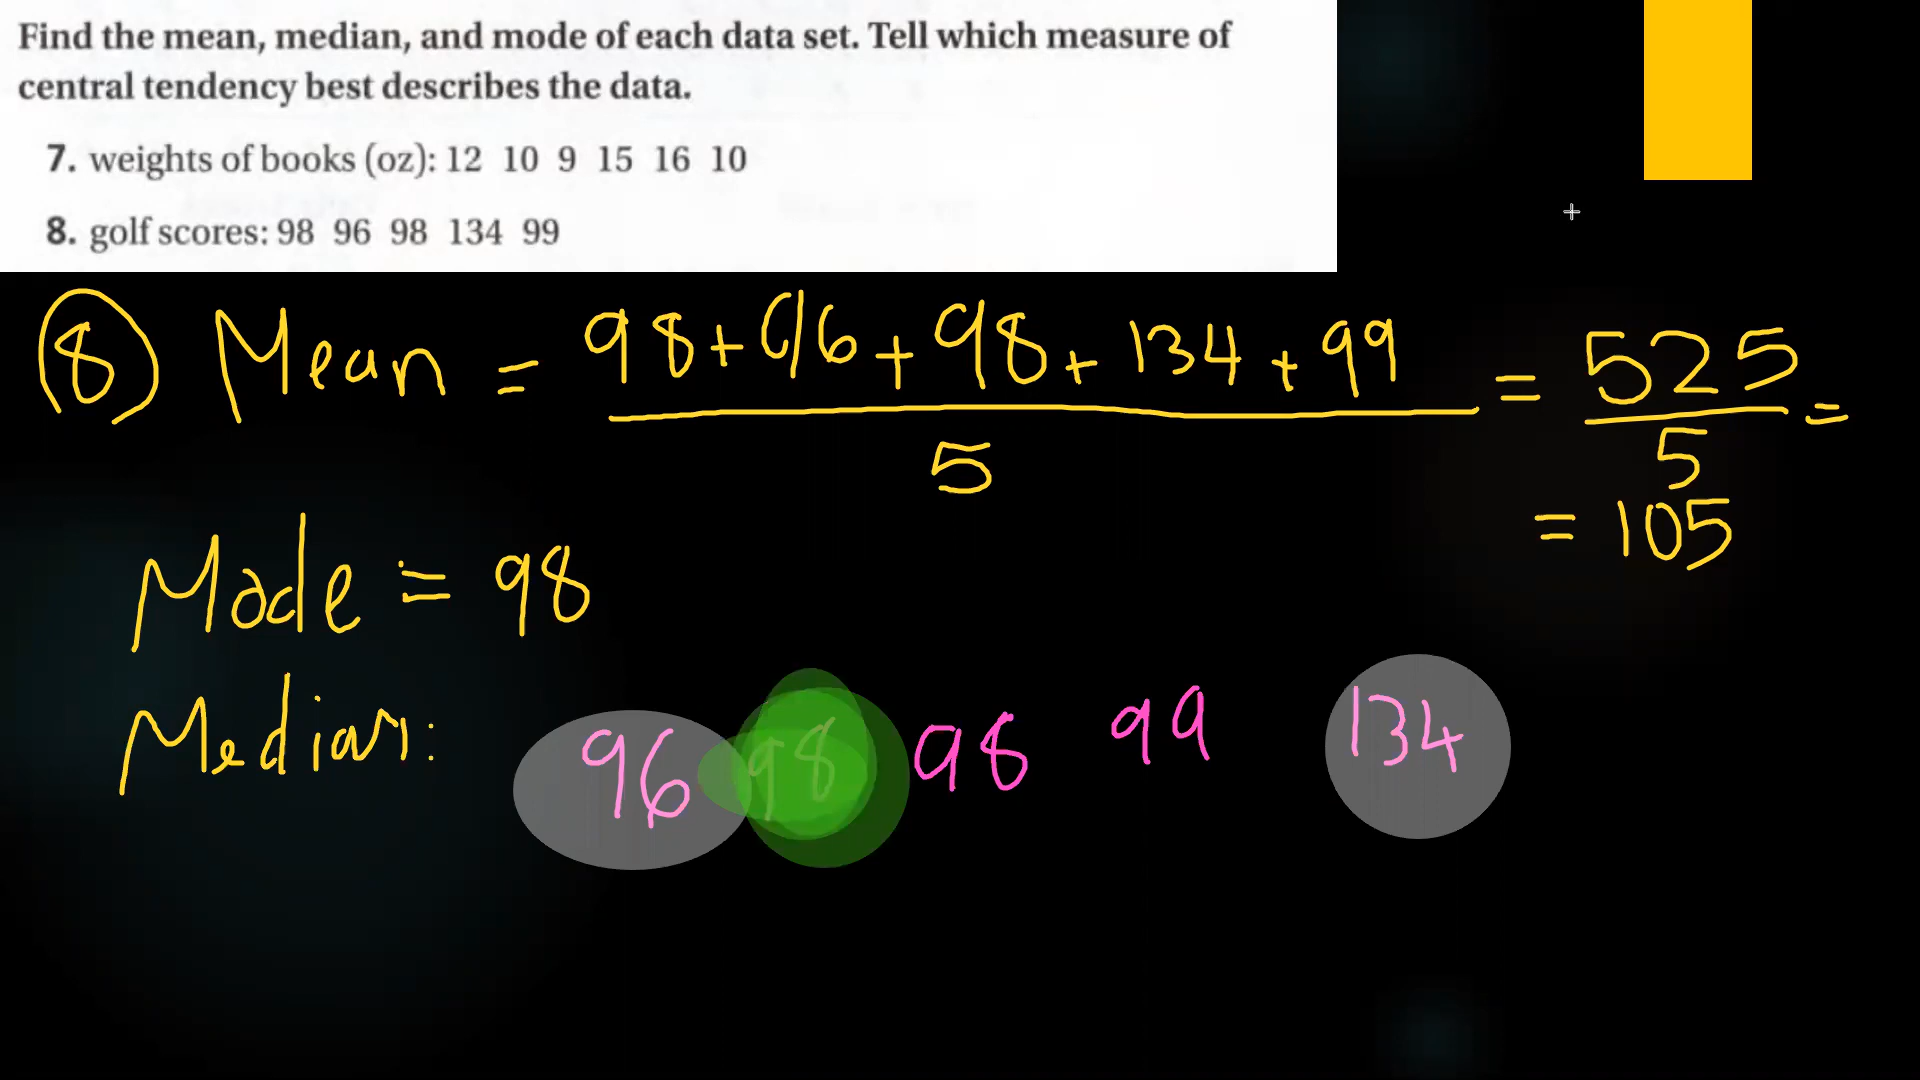 Find the mean, median, and mode of each data set. Tell which measure of
central tendency best describes the data.
7. weights of books (oz): 12 10 9 15 16 10
8. golf scores: 98 96 98 134 99
8 Mean = 98+96+98+134+99 = 525 =
5 5
= 105
Mode = 98
Median: 96 98 98 99 134